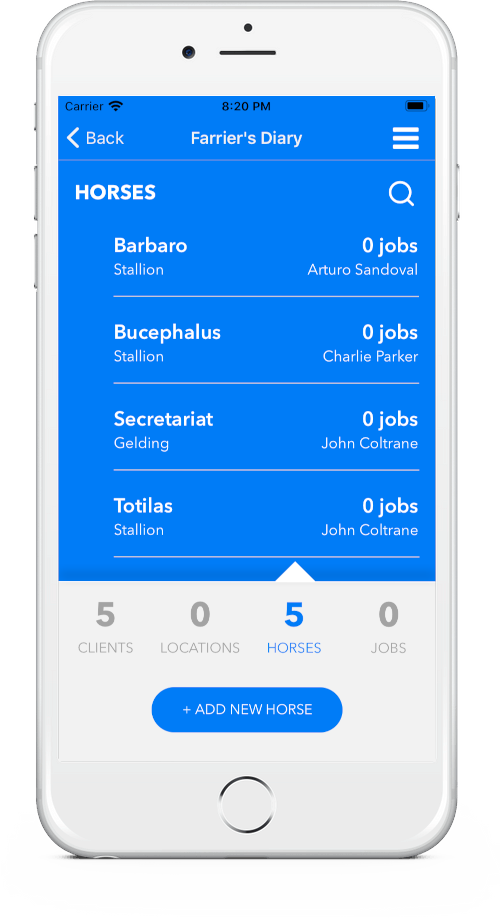 Carrier 8:20 PM
Back Farrier's Diary
HORSES
Barbaro 0 jobs
Stallion Arturo Sandoval
Bucephalus 0 jobs
Stallion Charlie Parker
Secretariat 0 jobs
Gelding John Coltrane
Totilas 0 jobs
Stallion John Coltrane
5 0 5 0
CLIENTS LOCATIONS HORSES JOBS
+ ADD NEW HORSE